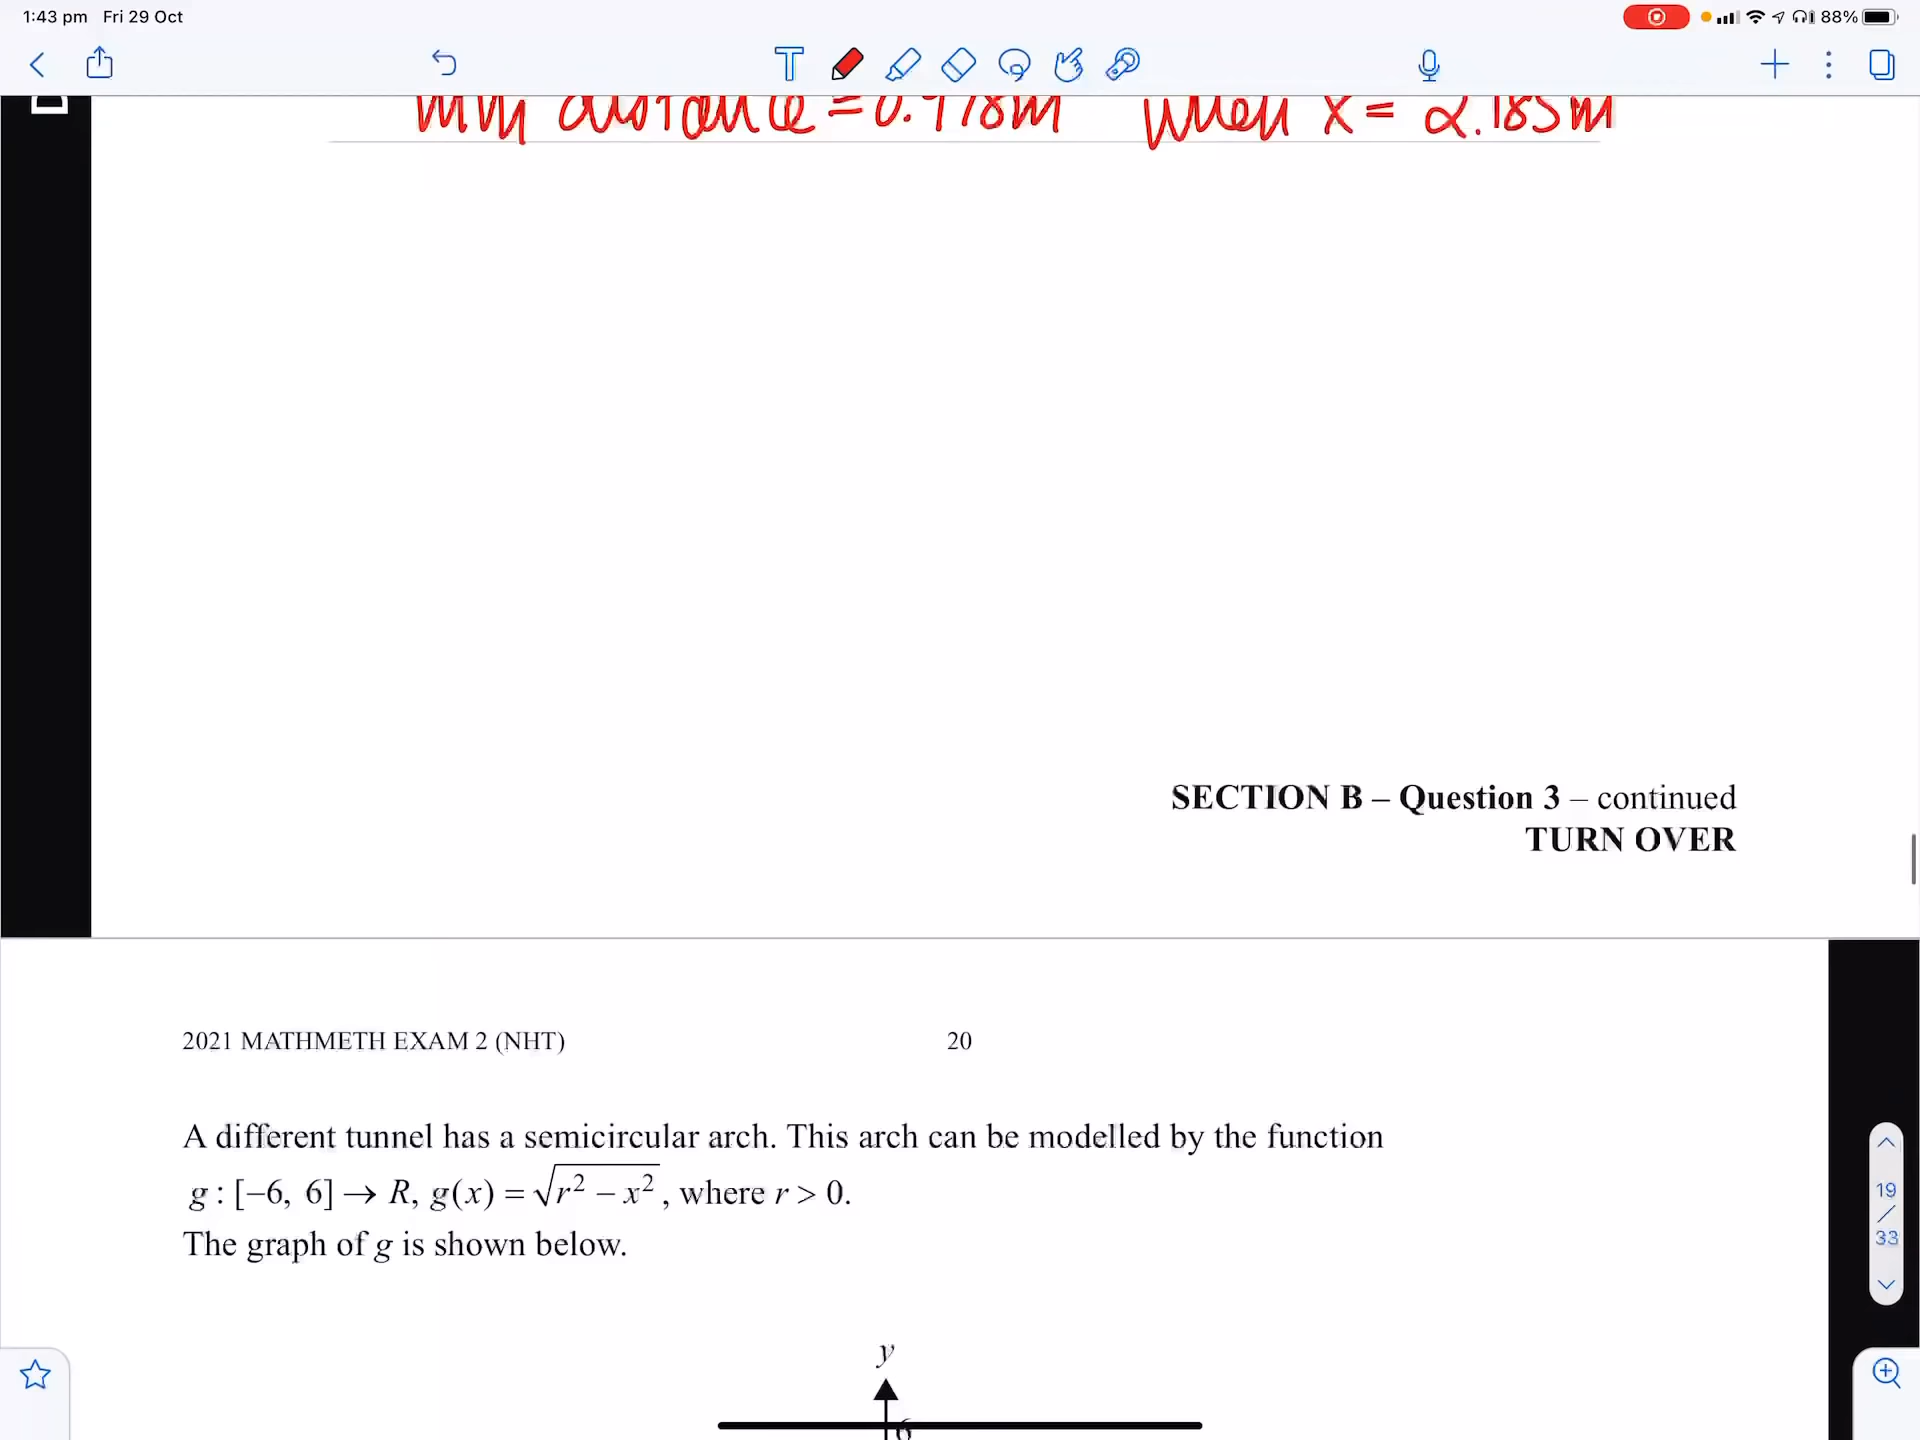 1:43 pm Fri 29 Oct 88%
min distance = 0.978m when x = 2.185m
SECTION B – Question 3 – continued
TURN OVER
2021 MATHMETH EXAM 2 (NHT) 20
A different tunnel has a semicircular arch. This arch can be modelled by the function
g : [–6, 6] → R, g(x) = √(r² – x²), where r > 0.
The graph of g is shown below.
19
/
33
y
6